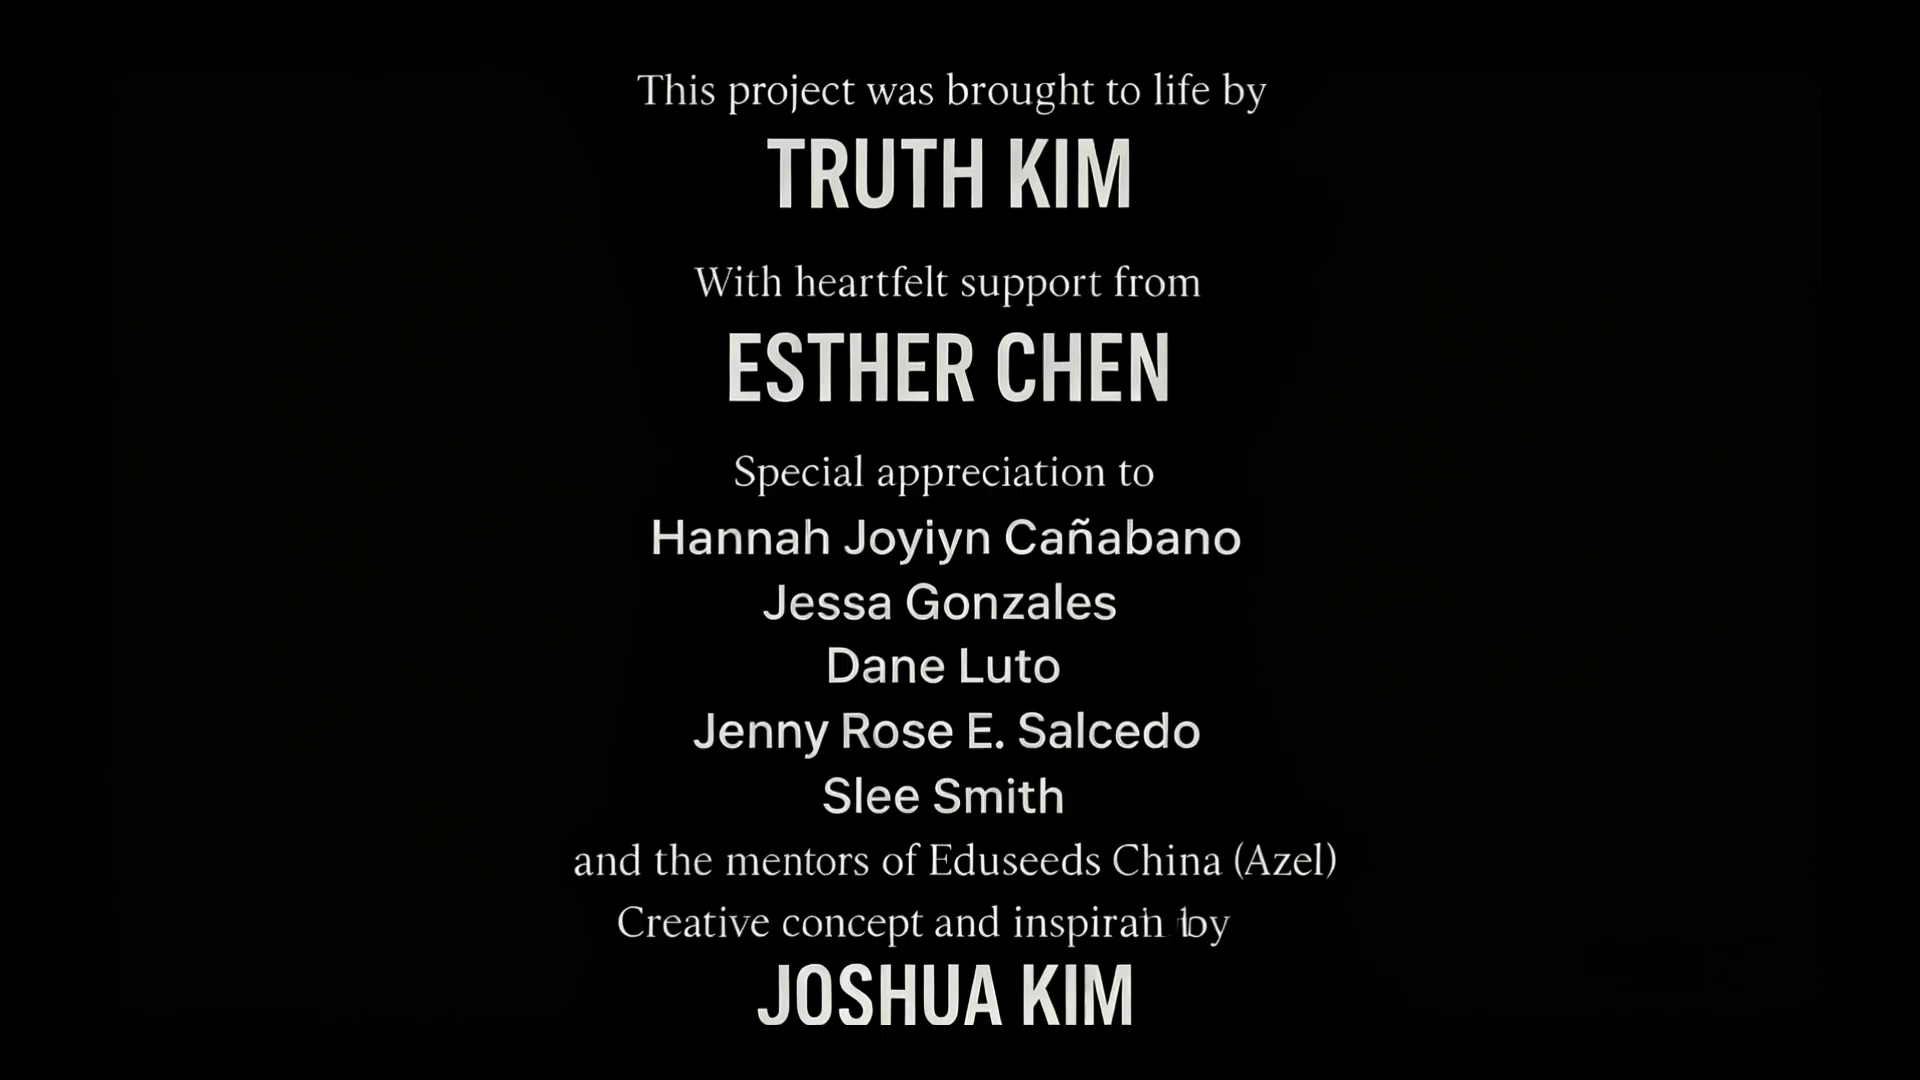 This project was brought to life by
TRUTH KIM
With heartfelt support from
ESTHER CHEN
Special appreciation to
Hannah Joyiyn Cañabano
Jessa Gonzales
Dane Luto
Jenny Rose E. Salcedo
Slee Smith
and the mentors of Eduseeds China (Azel)
Creative concept and by
JOSHUA KIM